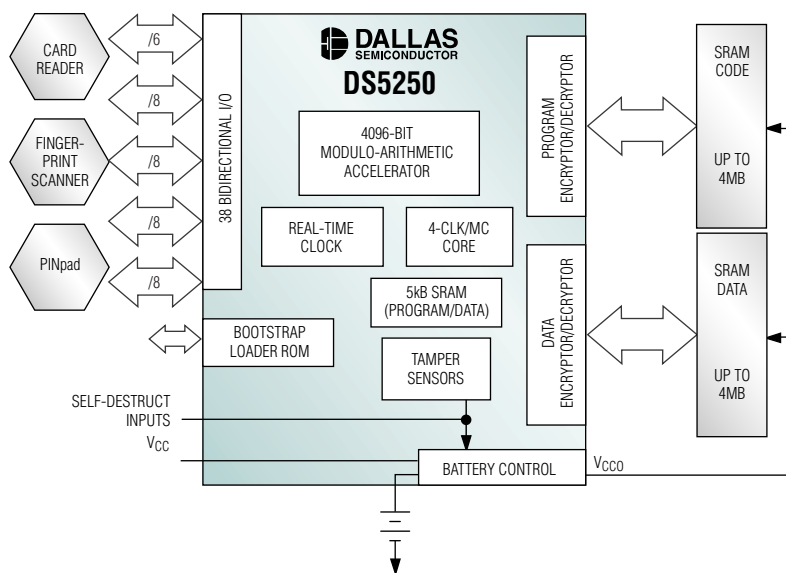 CARD
READER
FINGER-
PRINT
SCANNER
PINpad
/6
/8
/8
/8
/8
38 BIDIRECTIONAL I/O
DALLAS
SEMICONDUCTOR
DS5250
4096-BIT
MODULO-ARITHMETIC
ACCELERATOR
REAL-TIME
CLOCK
4-CLK/MC
CORE
5kB SRAM
(PROGRAM/DATA)
BOOTSTRAP
LOADER ROM
TAMPER
SENSORS
PROGRAM
ENCRYPTOR/DECRYPTOR
DATA
ENCRYPTOR/DECRYPTOR
SRAM
CODE
UP TO
4MB
SRAM
DATA
UP TO
4MB
SELF-DESTRUCT
INPUTS
VCC
BATTERY CONTROL
VCCO